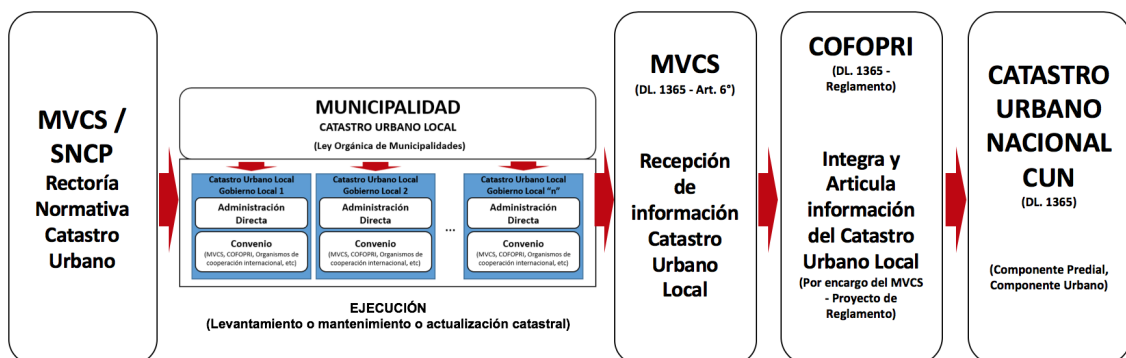 MVCS /
SNCP
Rectoría
Normativa
Catastro
Urbano
MUNICIPALIDAD
CATASTRO URBANO LOCAL
(Ley Orgánica de Municipalidades)
Catastro Urbano Local
Gobierno Local 1
Administración
Directa
Convenio
(MVCS, COFOPRI, Organismos de
cooperación internacional, etc)
Catastro Urbano Local
Gobierno Local 2
Administración
Directa
Convenio
(MVCS, COFOPRI, Organismos de
cooperación internacional, etc)
...
Catastro Urbano Local
Gobierno Local "n"
Administración
Directa
Convenio
(MVCS, COFOPRI, Organismos de
cooperación internacional, etc)
EJECUCIÓN
(Levantamiento o mantenimiento o actualización catastral)
MVCS
(DL. 1365 - Art. 6°)
Recepción
de
información
Catastro
Urbano
Local
COFOPRI
(DL. 1365 -
Reglamento)
Integra y
Articula
información
del Catastro
Urbano Local
(Por encargo del MVCS
- Proyecto de
Reglamento)
CATASTRO
URBANO
NACIONAL
CUN
(DL. 1365)
(Componente Predial,
Componente Urbano)